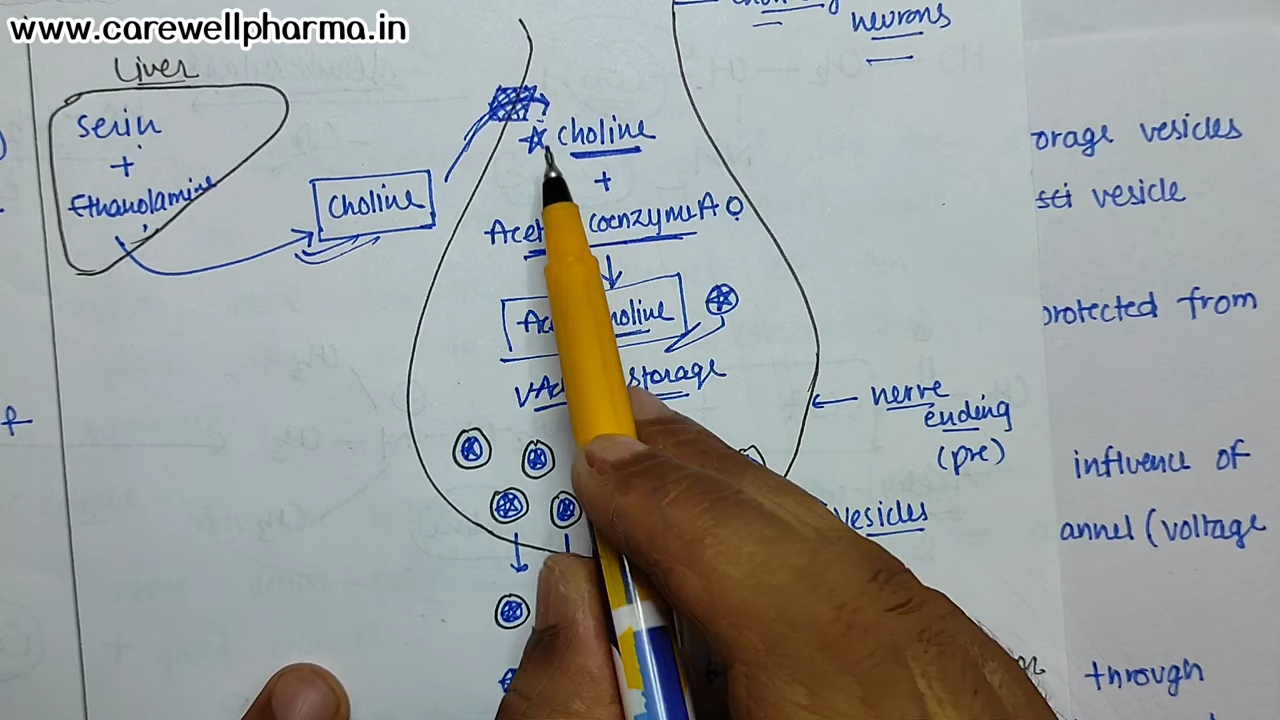 www.carewellpharma.in
neurons
Liver
Serin
+
Ethanolamine
Choline
Choline
+
coenzyme A
storage
nerve
ending
(pre)
vesicles
orage vesicles
vesicle
protected from
influence of
annel (voltage
through